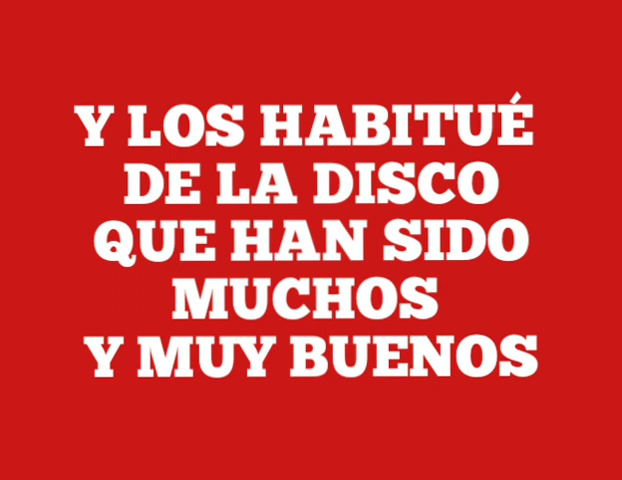 Y LOS HABITUÉ
DE LA DISCO
QUE HAN SIDO
MUCHOS
Y MUY BUENOS